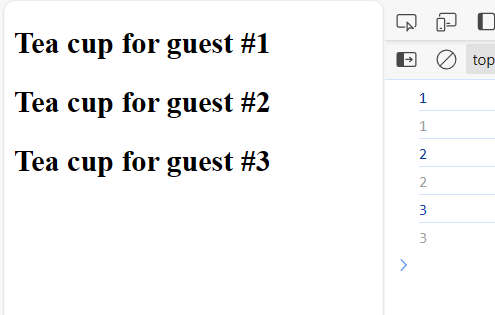 Tea cup for guest #1
Tea cup for guest #2
Tea cup for guest #3
top
1
1
2
2
3
3